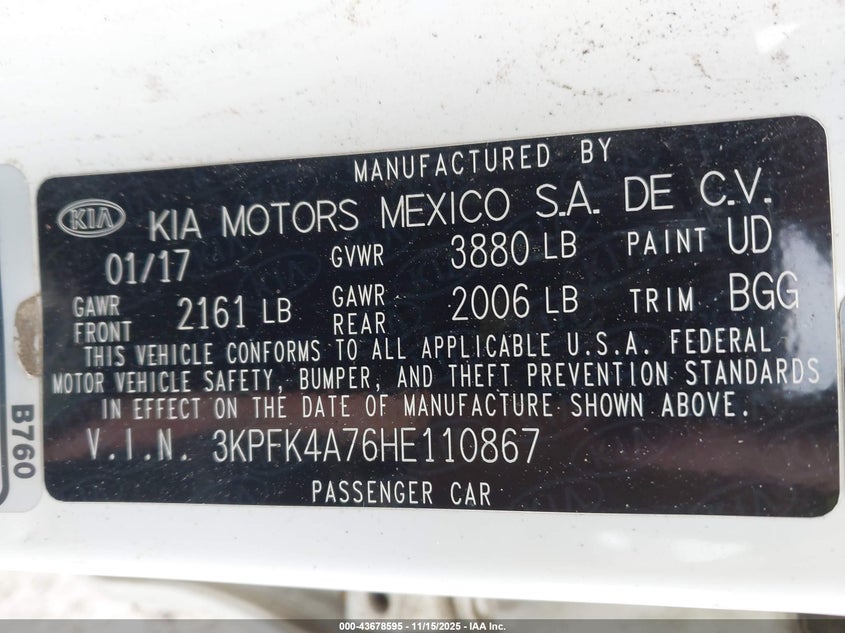 MANUFACTURED BY
KIA KIA MOTORS MEXICO S.A. DE C.V.
01/17 GVWR 3880 LB PAINT UD
GAWR FRONT 2161 LB GAWR REAR 2006 LB TRIM BGG
THIS VEHICLE CONFORMS TO ALL APPLICABLE U.S.A. FEDERAL
MOTOR VEHICLE SAFETY, BUMPER, AND THEFT PREVENTION STANDARDS
IN EFFECT ON THE DATE OF MANUFACTURE SHOWN ABOVE.
V.I.N. 3KPFK4A76HE110867
PASSENGER CAR
B760
000-43678595 - 11/15/2025 - IAA Inc.